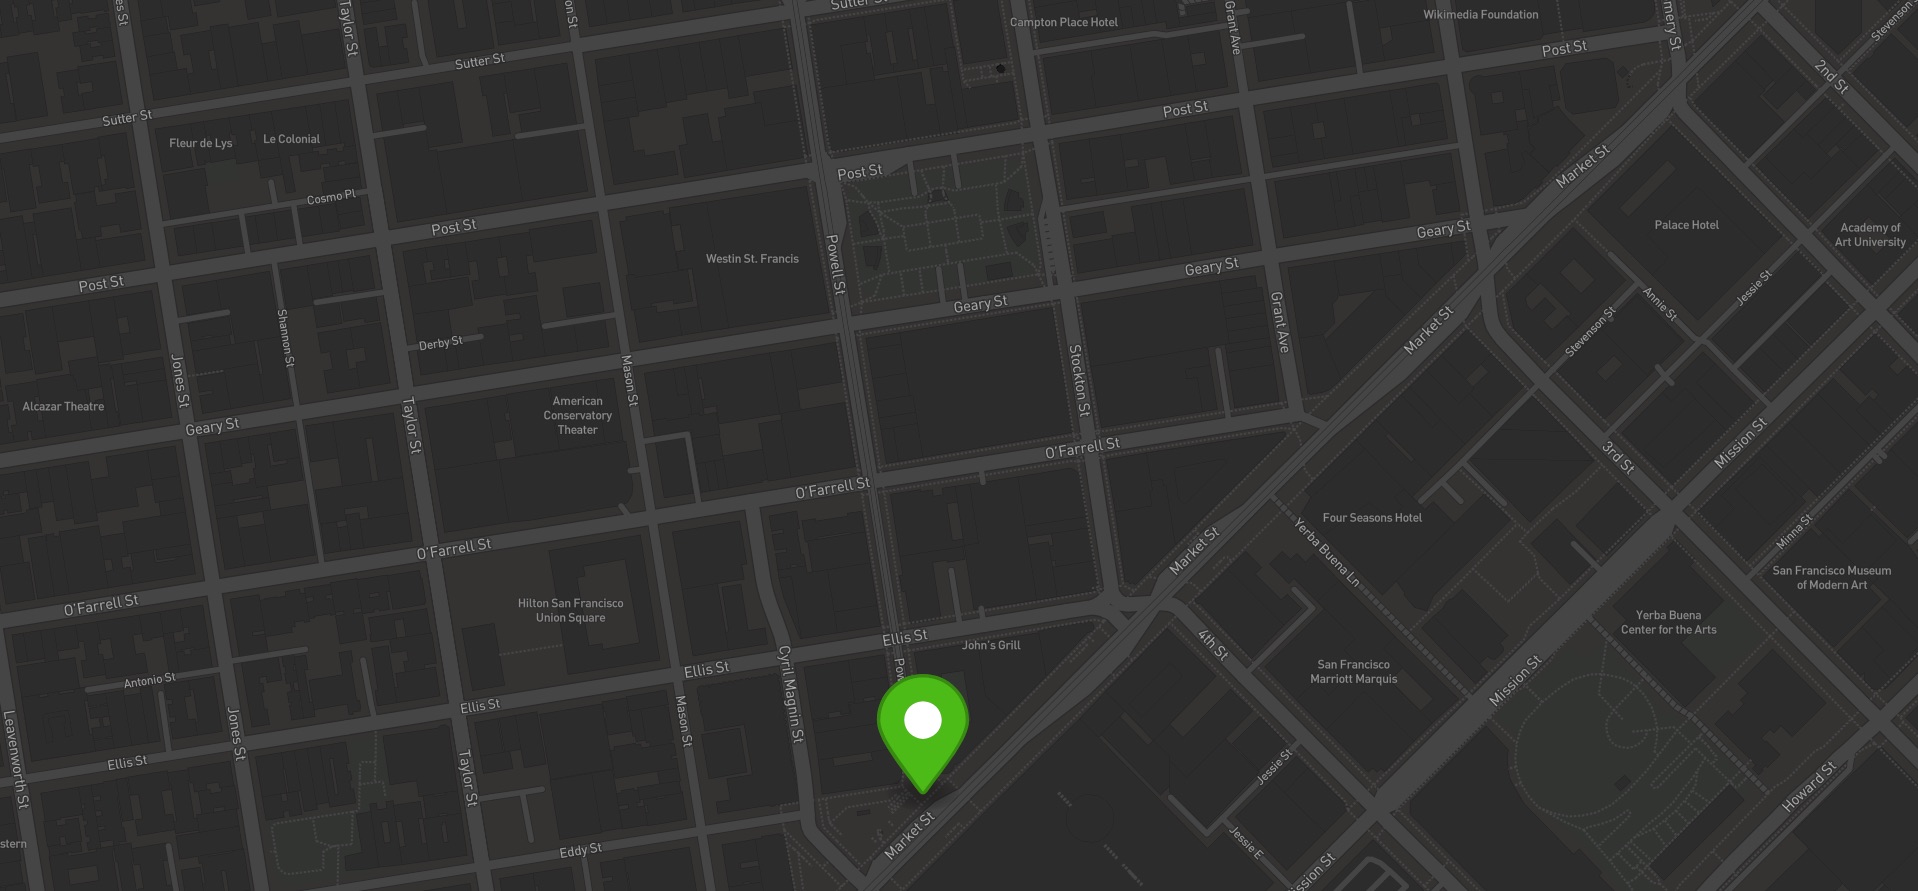 es St
Taylor St
on St
Sutter St
Campton Place Hotel
Grant Ave
Wikimedia Foundation
mery St
Stevenson
Sutter St
Post St
2nd St
Sutter St
Post St
Fleur de Lys
Le Colonial
Post St
Market St
Cosmo Pl
Post St
Palace Hotel
Academy of
Art University
Geary St
Westin St. Francis
Powell St
Geary St
Post St
Geary St
Annie St
Jessie St
Shannon St
Derby St
Grant Ave
Market St
Stevenson St
Jones St
Mason St
Stockton St
Alcazar Theatre
American
Conservatory
Theater
Geary St
Taylor St
O'Farrell St
3rd St
Mission St
O'Farrell St
Four Seasons Hotel
Yerba Buena Ln
Minna St
O'Farrell St
Market St
San Francisco Museum
of Modern Art
O'Farrell St
Hilton San Francisco
Union Square
Yerba Buena
Center for the Arts
Ellis St
John's Grill
4th St
Pow
Ellis St
San Francisco
Marriott Marquis
Mission St
Antonio St
Cyril Magnin St
Ellis St
Mason St
Leavenworth St
Jones St
Ellis St
Taylor St
Jessie St
Howard St
Market St
stern
Eddy St
Jessie E
ssion St